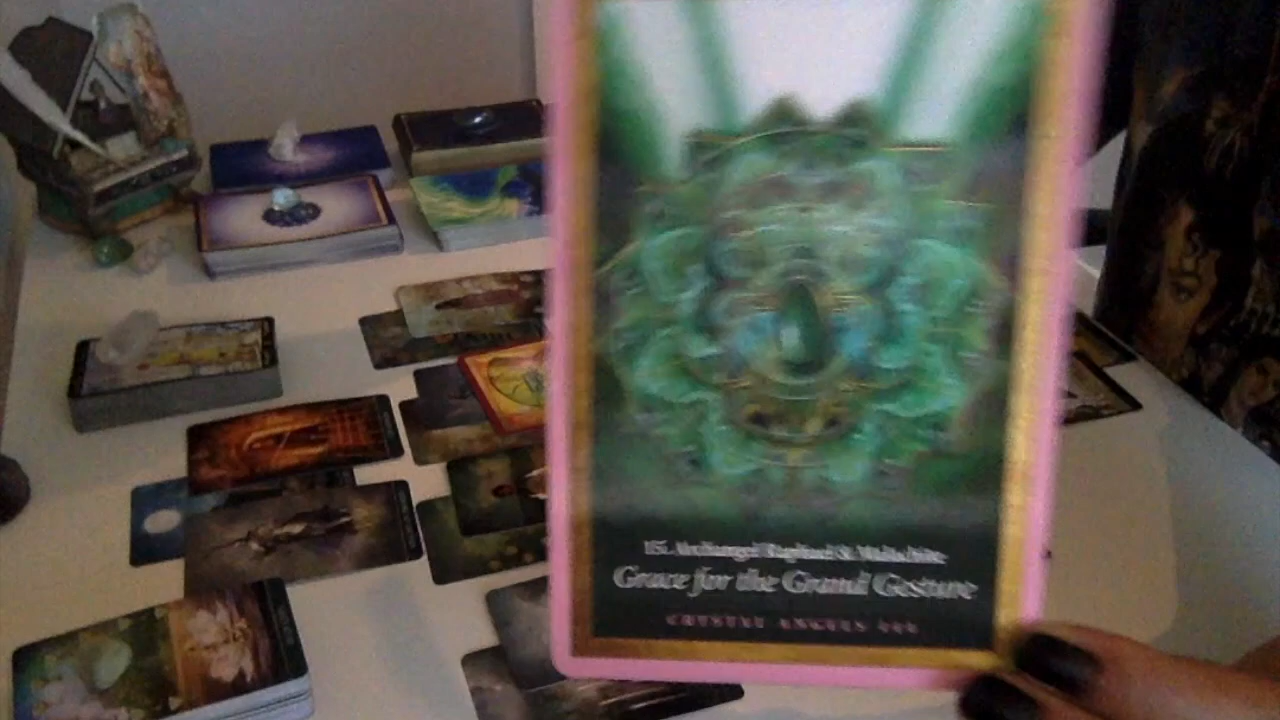 15. Archangel Raphael & Malachite
Grace for the Grand Gesture
CRYSTAL ANGELS 444